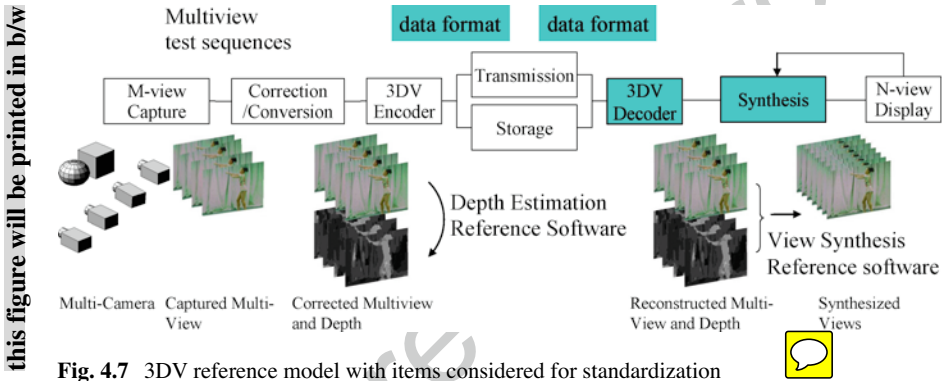 this figure will be printed in b/w
Multiview
test sequences
data format
data format
M-view
Capture
Correction
/Conversion
3DV
Encoder
Transmission
Storage
3DV
Decoder
Synthesis
N-view
Display
Depth Estimation
Reference Software
View Synthesis
Reference software
Multi-Camera
Captured Multi-
View
Corrected Multiview
and Depth
Reconstructed Multi-
View and Depth
Synthesized
Views
Fig. 4.7 3DV reference model with items considered for standardization